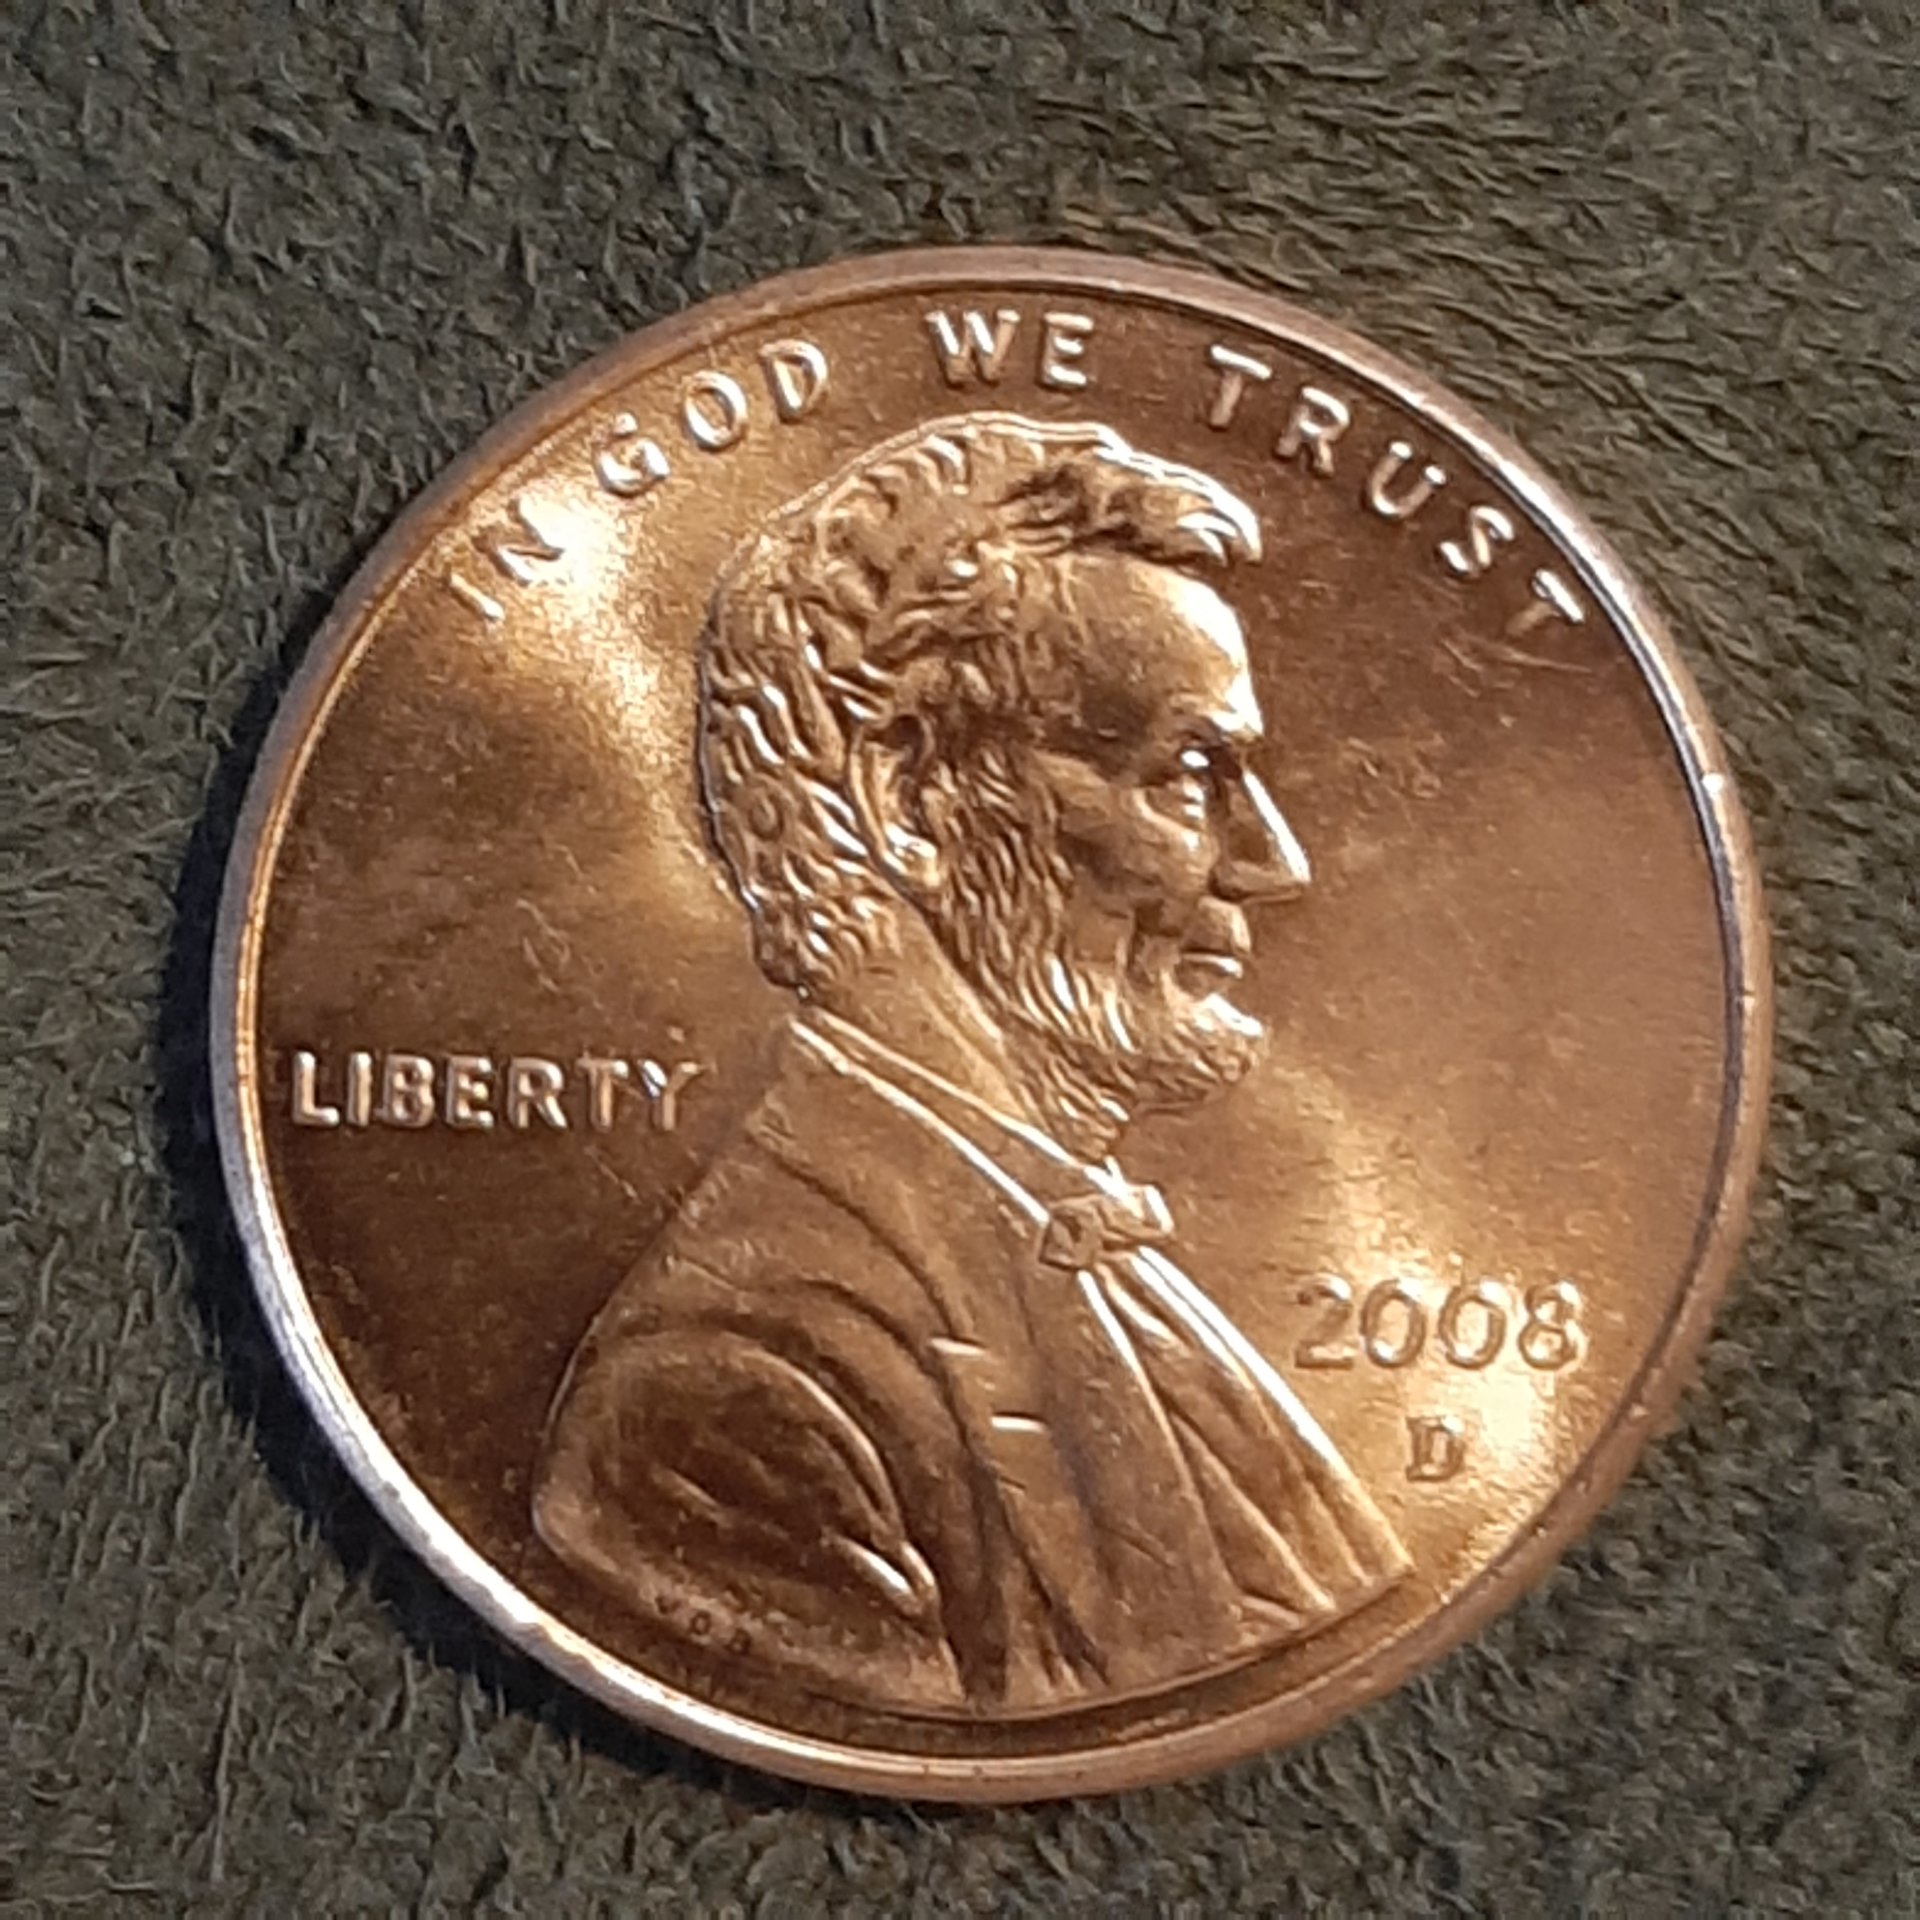 IN GOD WE TRUST
LIBERTY
2008
D
VDB